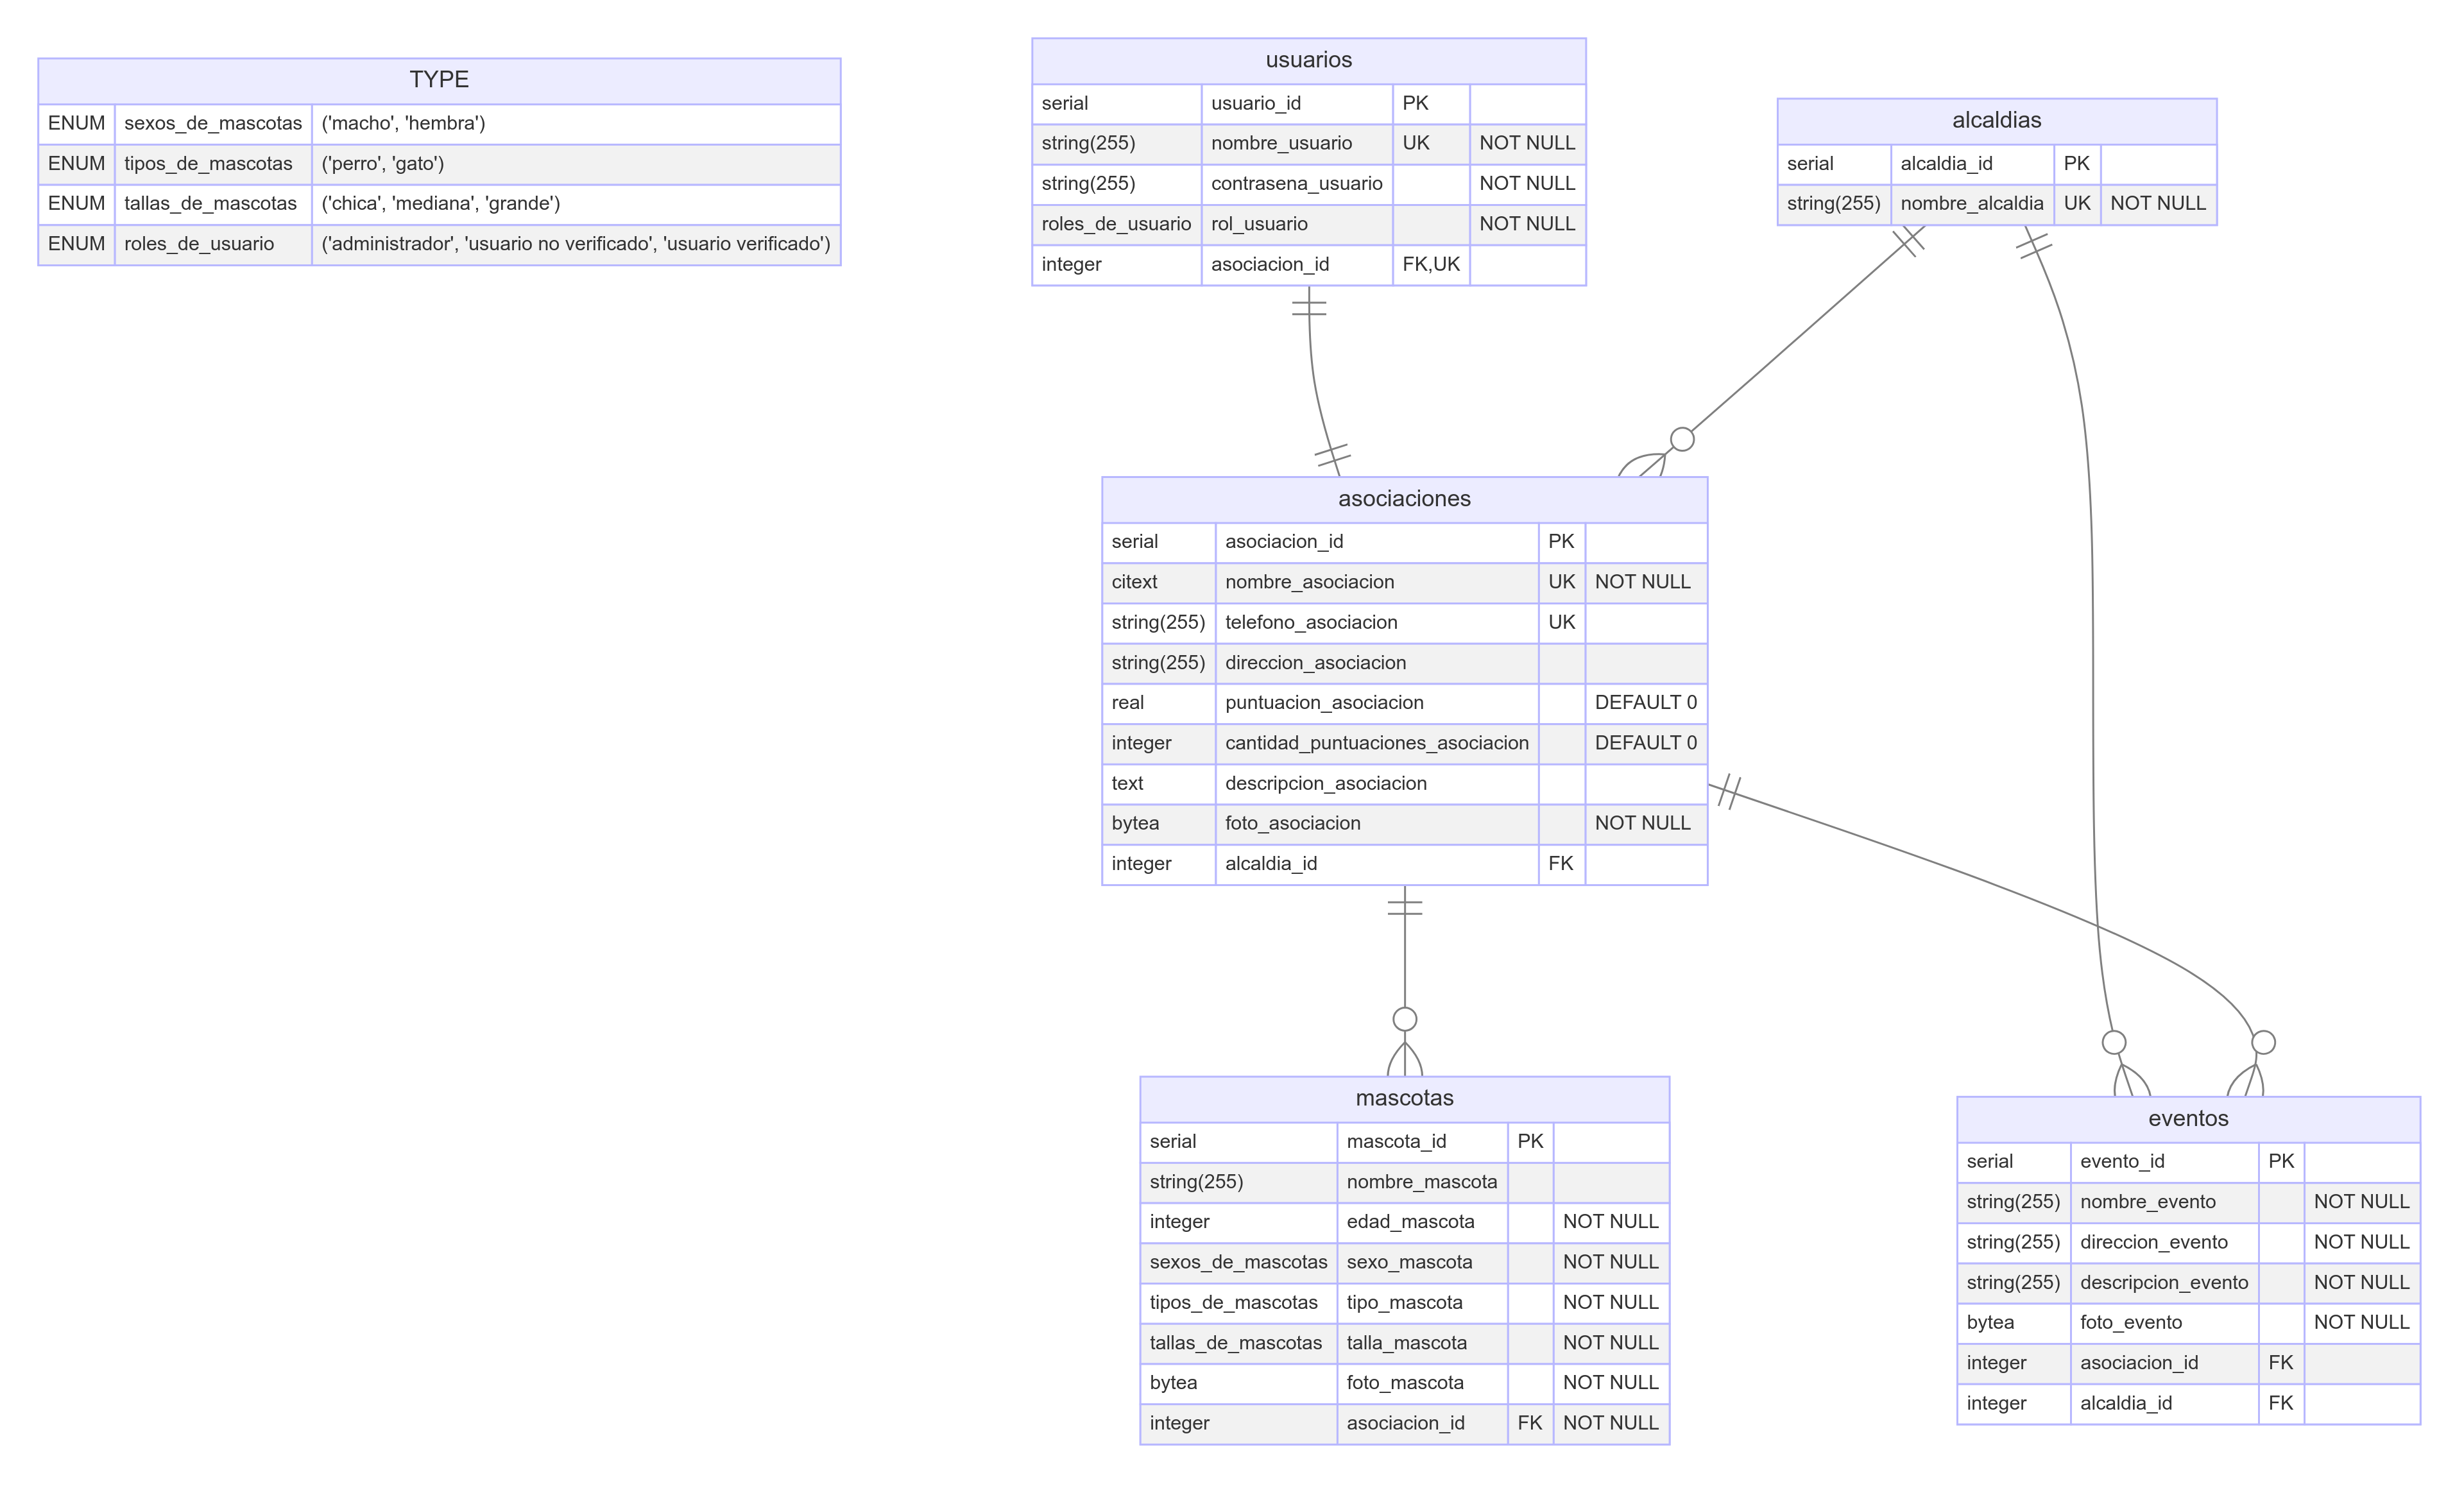 TYPE
ENUM sexos_de_mascotas ('macho', 'hembra')
ENUM tipos_de_mascotas ('perro', 'gato')
ENUM tallas_de_mascotas ('chica', 'mediana', 'grande')
ENUM roles_de_usuario ('administrador', 'usuario no verificado', 'usuario verificado')
usuarios
serial usuario_id PK
string(255) nombre_usuario UK NOT NULL
string(255) contrasena_usuario NOT NULL
roles_de_usuario rol_usuario NOT NULL
integer asociacion_id FK,UK
alcaldias
serial alcaldia_id PK
string(255) nombre_alcaldia UK NOT NULL
asociaciones
serial asociacion_id PK
citext nombre_asociacion UK NOT NULL
string(255) telefono_asociacion UK
string(255) direccion_asociacion
real puntuacion_asociacion DEFAULT 0
integer cantidad_puntuaciones_asociacion DEFAULT 0
text descripcion_asociacion
bytea foto_asociacion NOT NULL
integer alcaldia_id FK
mascotas
serial mascota_id PK
string(255) nombre_mascota
integer edad_mascota NOT NULL
sexos_de_mascotas sexo_mascota NOT NULL
tipos_de_mascotas tipo_mascota NOT NULL
tallas_de_mascotas talla_mascota NOT NULL
bytea foto_mascota NOT NULL
integer asociacion_id FK NOT NULL
eventos
serial evento_id PK
string(255) nombre_evento NOT NULL
string(255) direccion_evento NOT NULL
string(255) descripcion_evento NOT NULL
bytea foto_evento NOT NULL
integer asociacion_id FK
integer alcaldia_id FK